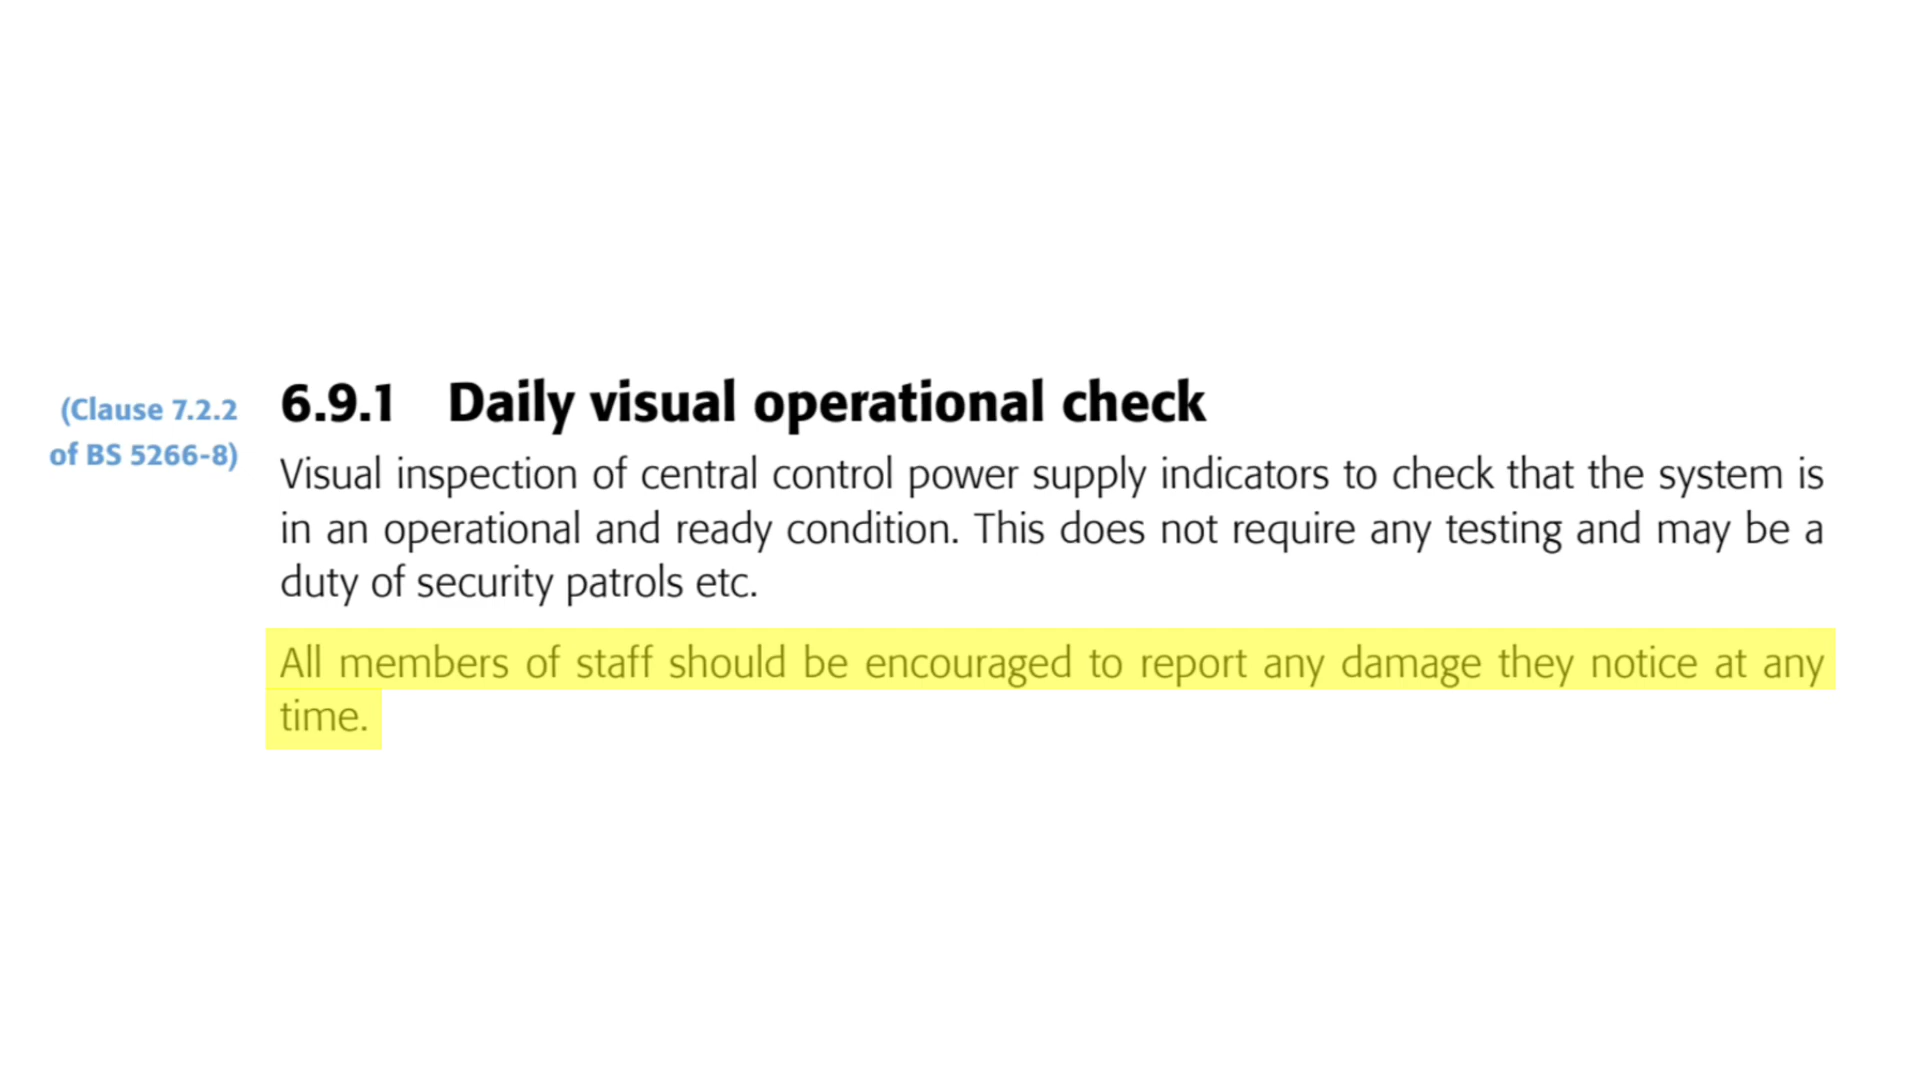 (Clause 7.2.2
of BS 5266-8)
6.9.1 Daily visual operational check
Visual inspection of central control power supply indicators to check that the system is
in an operational and ready condition. This does not require any testing and may be a
duty of security patrols etc.
All members of staff should be encouraged to report any damage they notice at any
time.